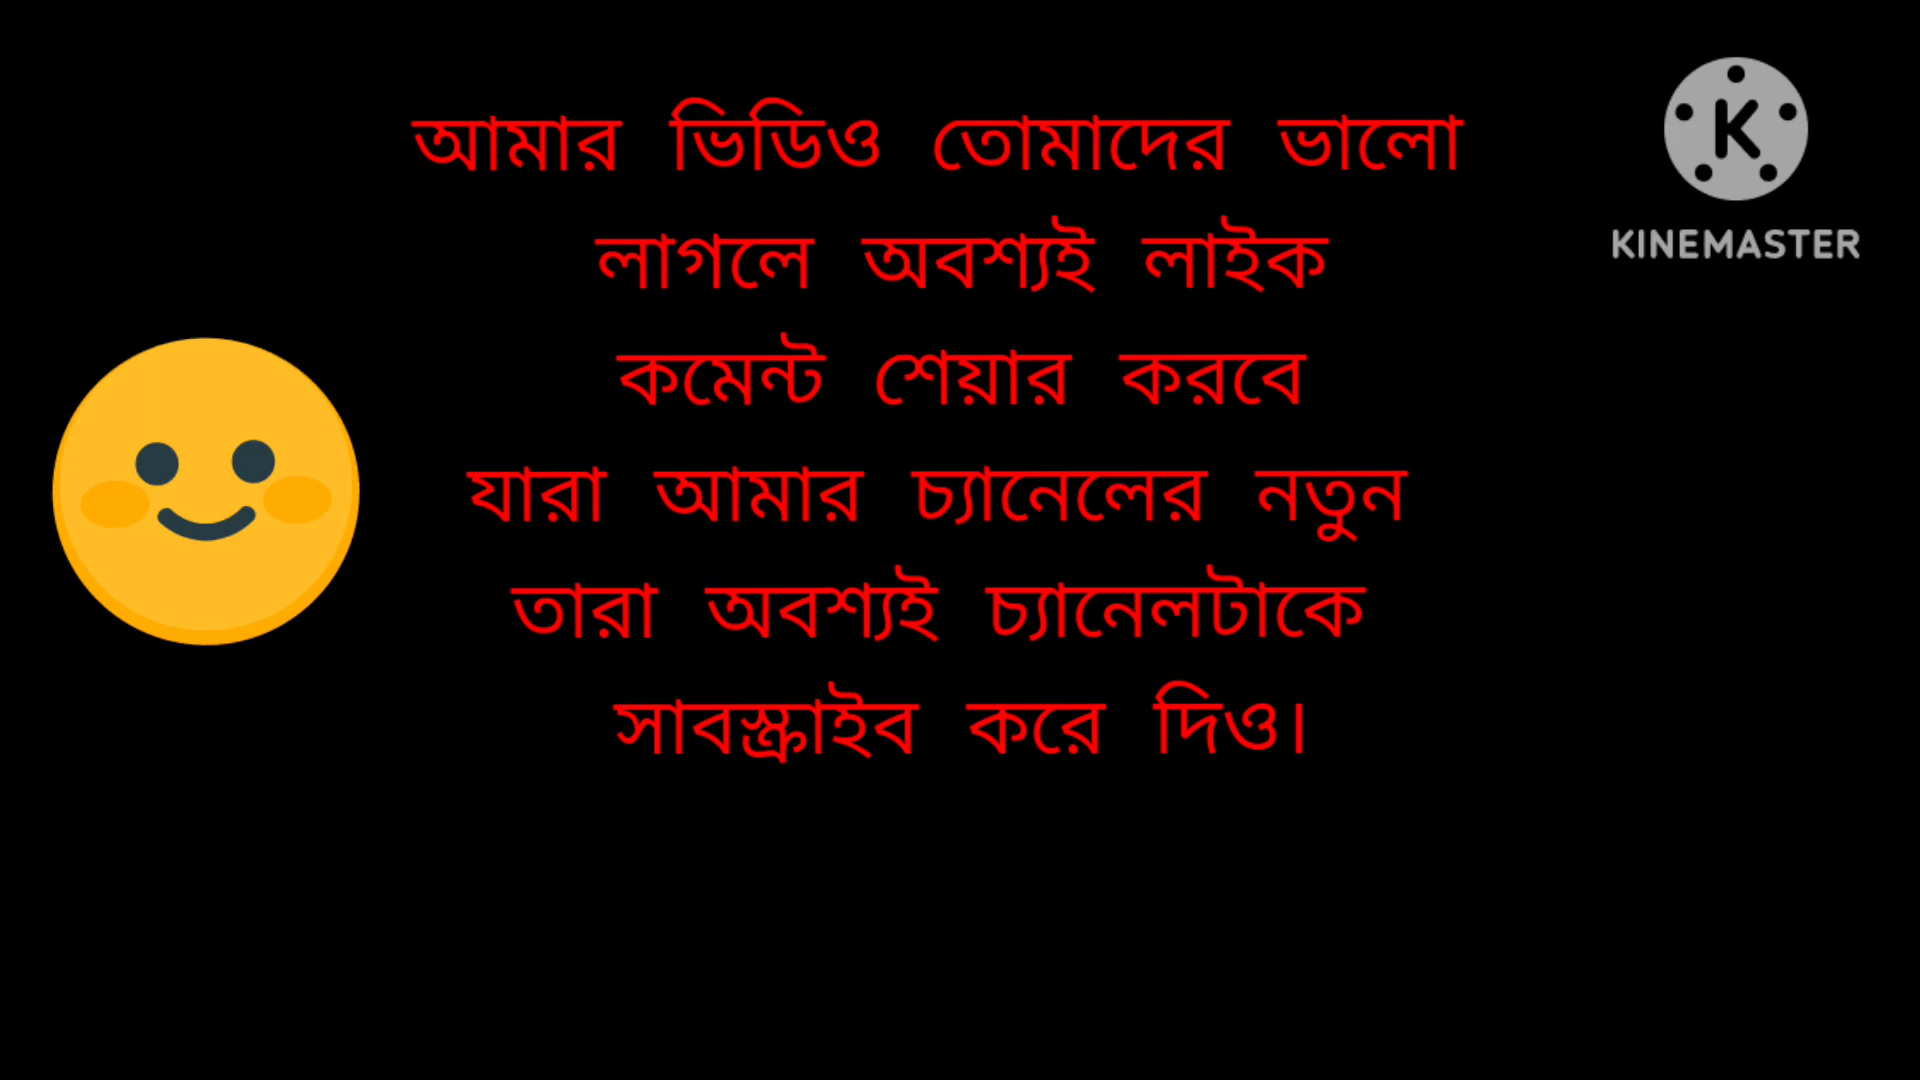 আমার ভিডিও তোমাদের ভালো
লাগলে অবশ্যই লাইক
কমেন্ট শেয়ার করবে
যারা আমার চ্যানেলের নতুন
তারা অবশ্যই চ্যানেলটাকে
সাবস্ক্রাইব করে দিও।
K
KINEMASTER